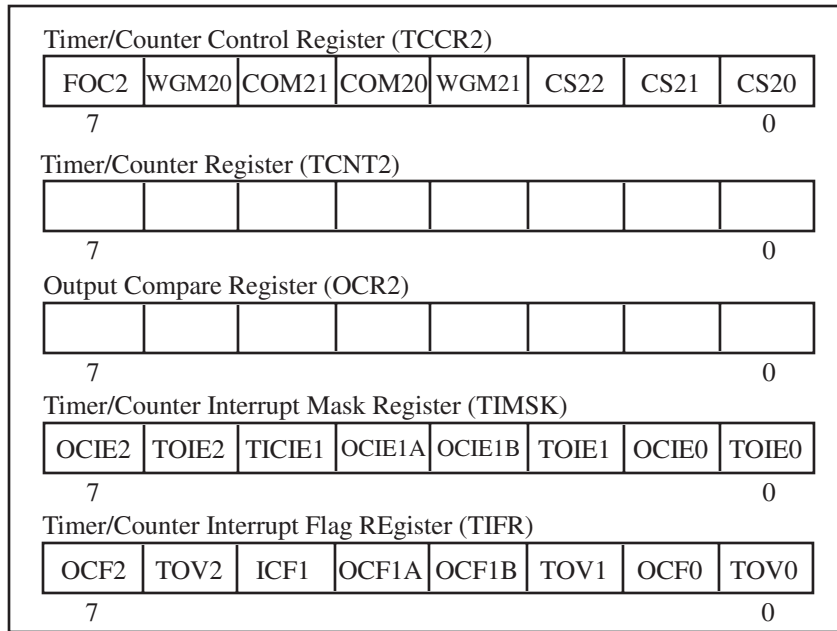 Timer/Counter Control Register (TCCR2)
FOC2 WGM20 COM21 COM20 WGM21 CS22 CS21 CS20
7 0
Timer/Counter Register (TCNT2)
7 0
Output Compare Register (OCR2)
7 0
Timer/Counter Interrupt Mask Register (TIMSK)
OCIE2 TOIE2 TICIE1 OCIE1A OCIE1B TOIE1 OCIE0 TOIE0
7 0
Timer/Counter Interrupt Flag REgister (TIFR)
OCF2 TOV2 ICF1 OCF1A OCF1B TOV1 OCF0 TOV0
7 0